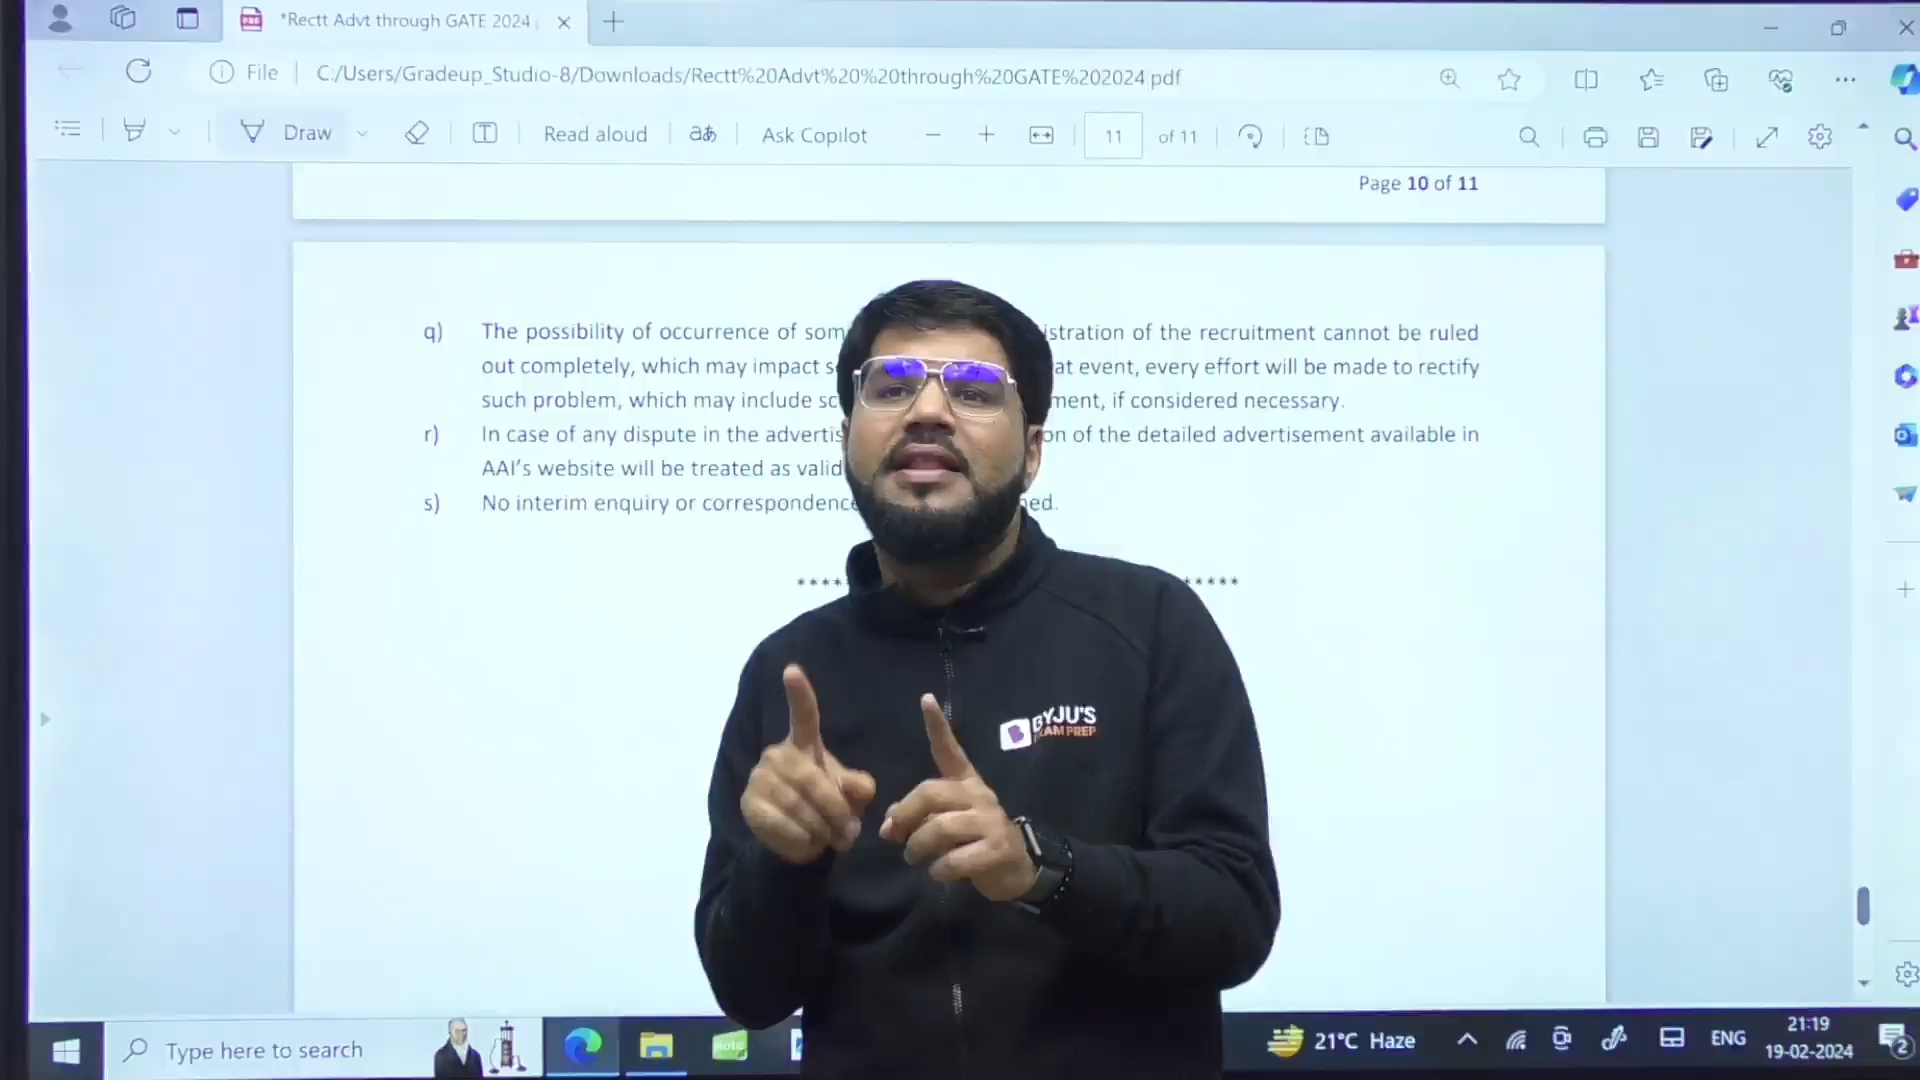 *Rectt Advt through GATE 2024
File
C:/Users/Gradeup_Studio-8/Downloads/Rectt%20Advt%20%20through%20GATE%202024.pdf
Draw
Read aloud
aあ
Ask Copilot
11 of 11
Page 10 of 11
q) The possibility of occurrence of som istration of the recruitment cannot be ruled
out completely, which may impact s at event, every effort will be made to rectify
such problem, which may include sc ment, if considered necessary.
r) In case of any dispute in the advertis on of the detailed advertisement available in
AAI's website will be treated as valid
s) No interim enquiry or correspondence ned.
**** *****
BYJU'S
EXAM PREP
Type here to search
Note
21°C Haze
ENG
21:19
19-02-2024
2